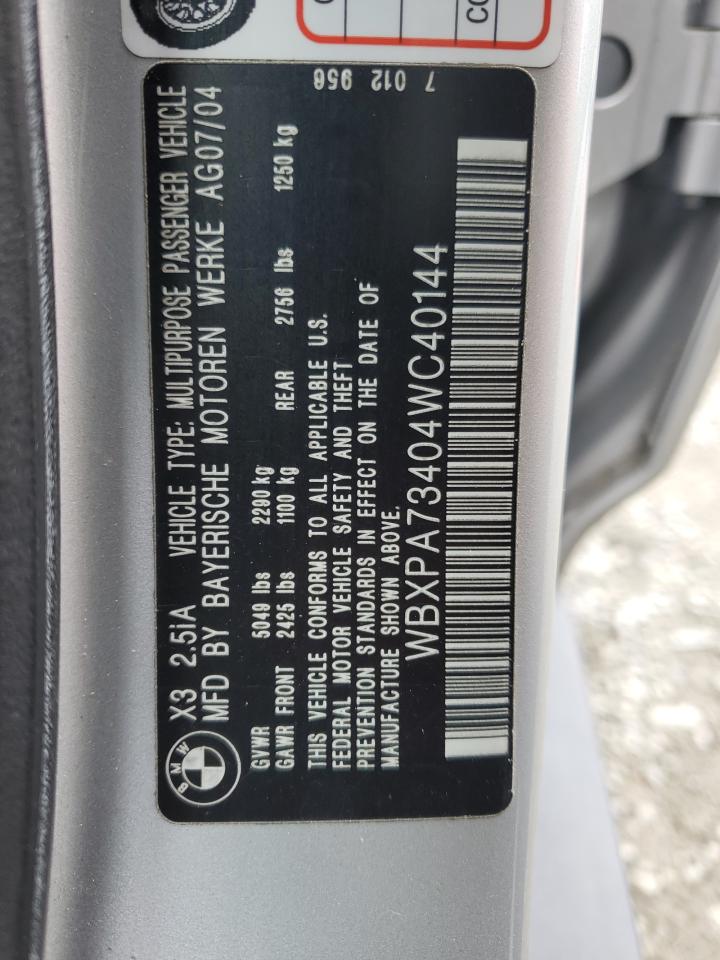 X3 2.5iA VEHICLE TYPE: MULTIPURPOSE PASSENGER VEHICLE
MFD BY BAYERISCHE MOTOREN WERKE AG07/04
BMW
GVWR 5049 lbs 2290 kg
GAWR FRONT 2425 lbs 1100 kg REAR 2756 lbs 1250 kg
THIS VEHICLE CONFORMS TO ALL APPLICABLE U.S.
FEDERAL MOTOR VEHICLE SAFETY AND THEFT
PREVENTION STANDARDS IN EFFECT ON THE DATE OF
MANUFACTURE SHOWN ABOVE.
WBXPA73404WC40144
7 012 956